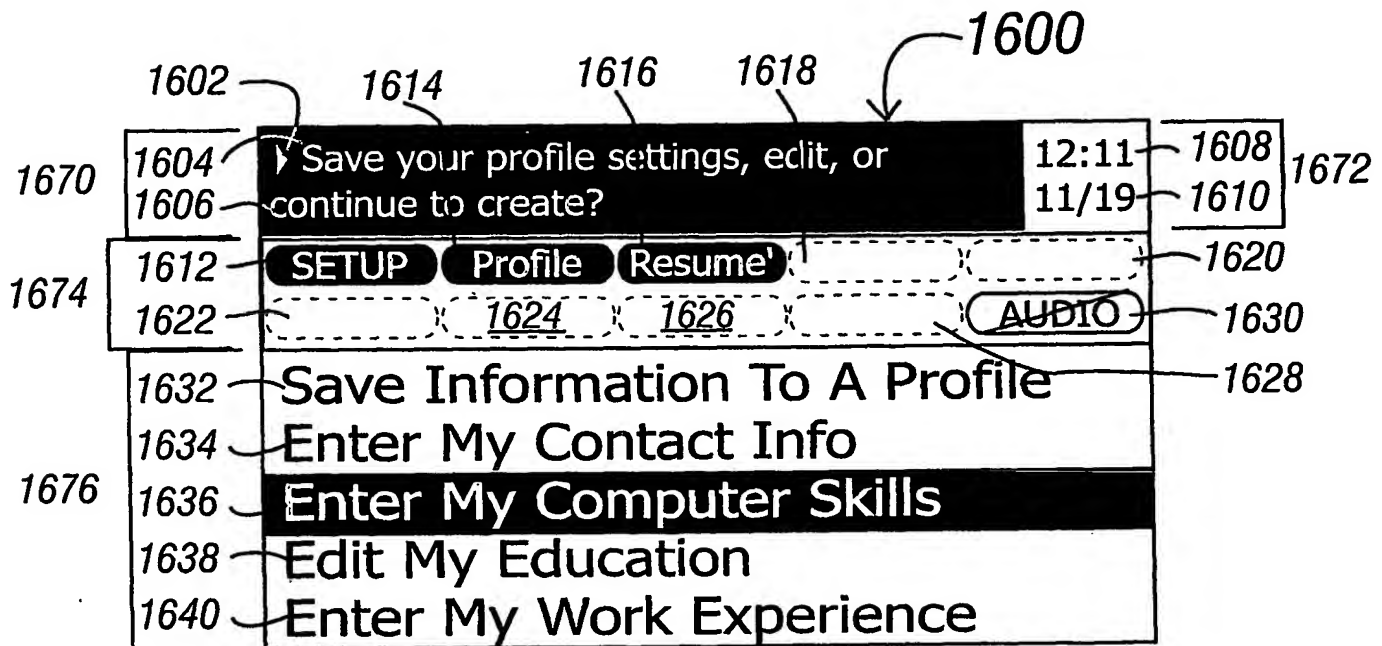 1600
1602 1614 1616 1618
1670 1604 Save your profile settings, edit, or 12:11 1608 1672
1606 continue to create? 11/19 1610
1674 1612 SETUP Profile Resume' 1620
1622 1624 1626 AUDIO 1630
1632 Save Information To A Profile 1628
1634 Enter My Contact Info
1676 1636 Enter My Computer Skills
1638 Edit My Education
1640 Enter My Work Experience